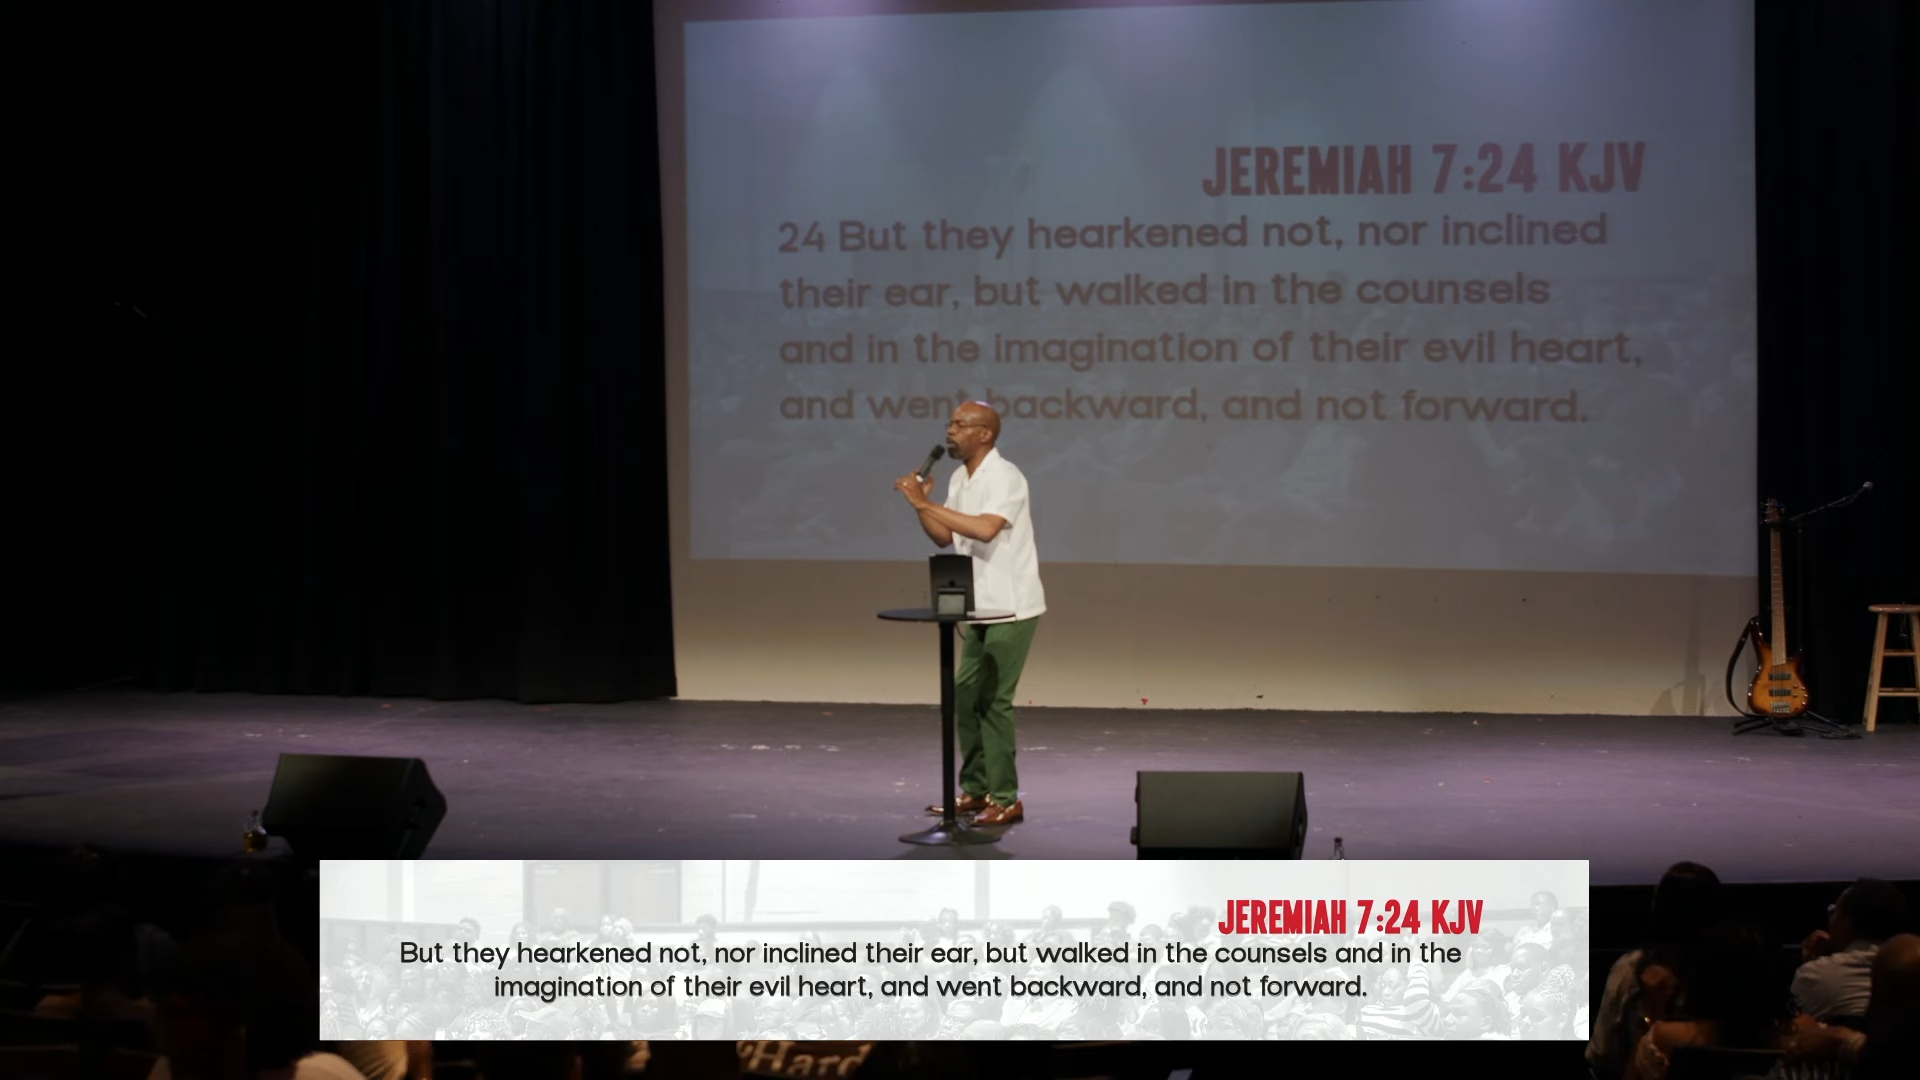 JEREMIAH 7:24 KJV
24 But they hearkened not, nor inclined
their ear, but walked in the counsels
and in the imagination of their evil heart,
and went backward, and not forward.
JEREMIAH 7:24 KJV
But they hearkened not, nor inclined their ear, but walked in the counsels and in the
imagination of their evil heart, and went backward, and not forward.
Hard